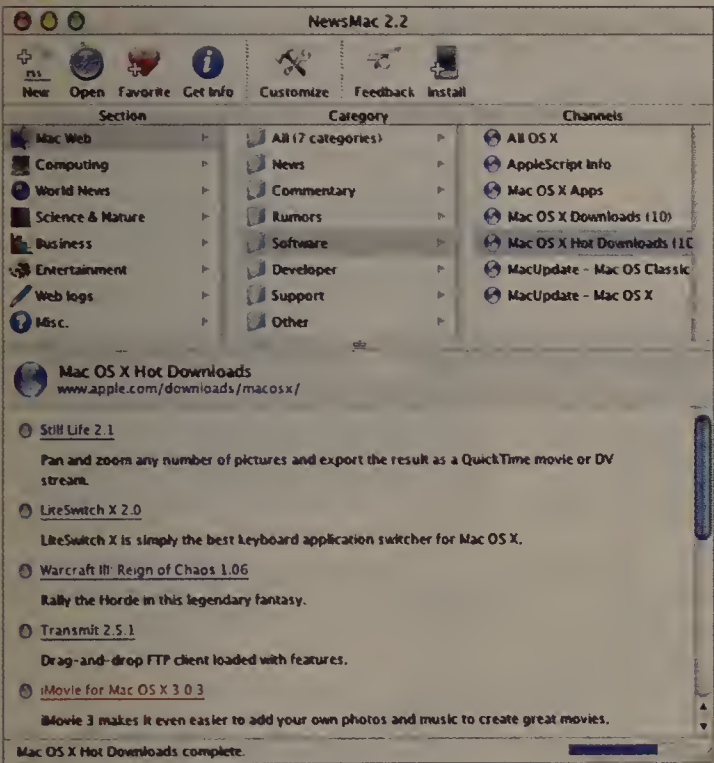 NewsMac 2.2
New Open Favorite Get Info Customize Feedback Install
Section Category Channels
Mac Web All (7 categories) All OS X
Computing News AppleScript Info
World News Commentary Mac OS X Apps
Science & Nature Rumors Mac OS X Downloads (10)
Business Software Mac OS X Hot Downloads (10
Entertainment Developer MacUpdate - Mac OS Classic
Web logs Support MacUpdate - Mac OS X
Misc. Other
Mac OS X Hot Downloads
www.apple.com/downloads/macosx/
Still Life 2.1
Pan and zoom any number of pictures and export the result as a QuickTime movie or DV
stream.
LiteSwitch X 2.0
LiteSwitch X is simply the best keyboard application switcher for Mac OS X.
Warcraft III: Reign of Chaos 1.06
Rally the Horde in this legendary fantasy.
Transmit 2.5.1
Drag-and-drop FTP client loaded with features.
iMovie for Mac OS X 3.0.3
iMovie 3 makes it even easier to add your own photos and music to create great movies.
Mac OS X Hot Downloads complete.